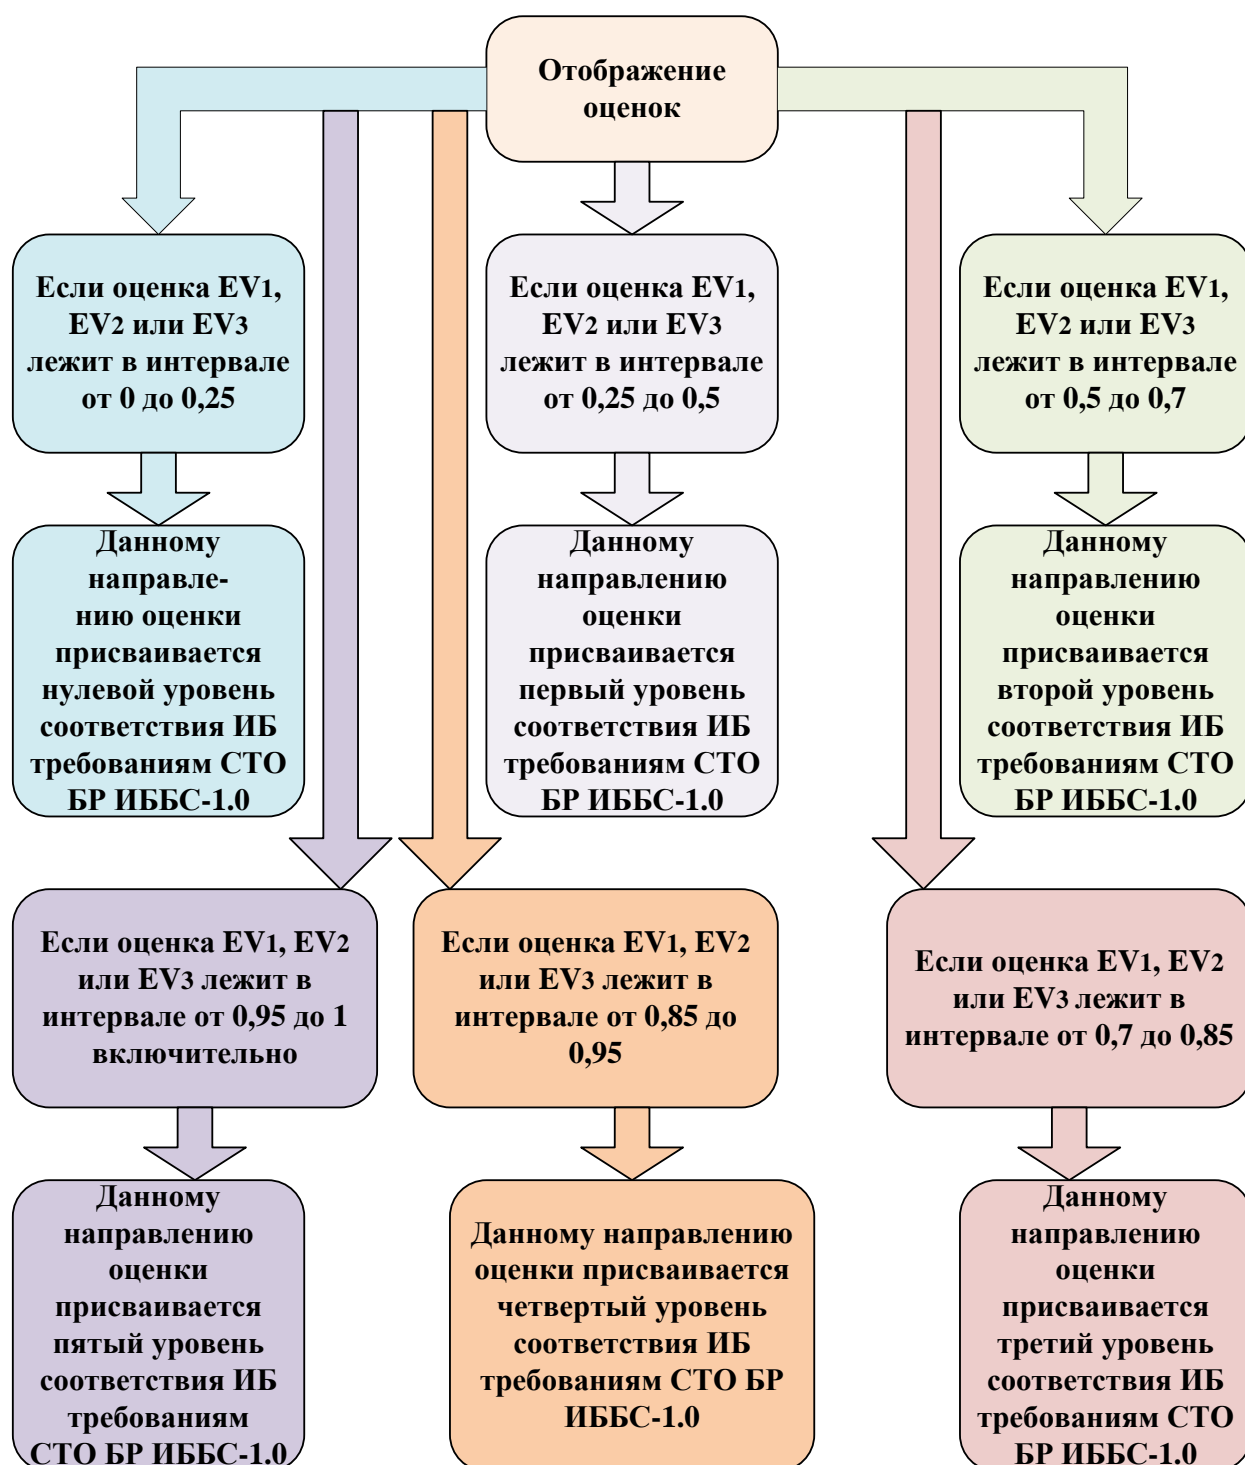 Отображение
оценок
Если оценка EV1,
EV2 или EV3
лежит в интервале
от 0 до 0,25
Если оценка EV1,
EV2 или EV3
лежит в интервале
от 0,25 до 0,5
Если оценка EV1,
EV2 или EV3
лежит в интервале
от 0,5 до 0,7
Данному
направле-
нию оценки
присваивается
нулевой уровень
соответствия ИБ
требованиям СТО
БР ИББС-1.0
Данному
направлению
оценки
присваивается
первый уровень
соответствия ИБ
требованиям СТО
БР ИББС-1.0
Данному
направлению
оценки
присваивается
второй уровень
соответствия ИБ
требованиям СТО
БР ИББС-1.0
Если оценка EV1, EV2
или EV3 лежит в
интервале от 0,95 до 1
включительно
Если оценка EV1, EV2
или EV3 лежит в
интервале от 0,85 до
0,95
Если оценка EV1, EV2
или EV3 лежит в
интервале от 0,7 до 0,85
Данному
направлению
оценки
присваивается
пятый уровень
соответствия ИБ
требованиям
СТО БР ИББС-1.0
Данному направлению
оценки присваивается
четвертый уровень
соответствия ИБ
требованиям СТО БР
ИББС-1.0
Данному
направлению
оценки
присваивается
третий уровень
соответствия ИБ
требованиям СТО
БР ИББС-1.0